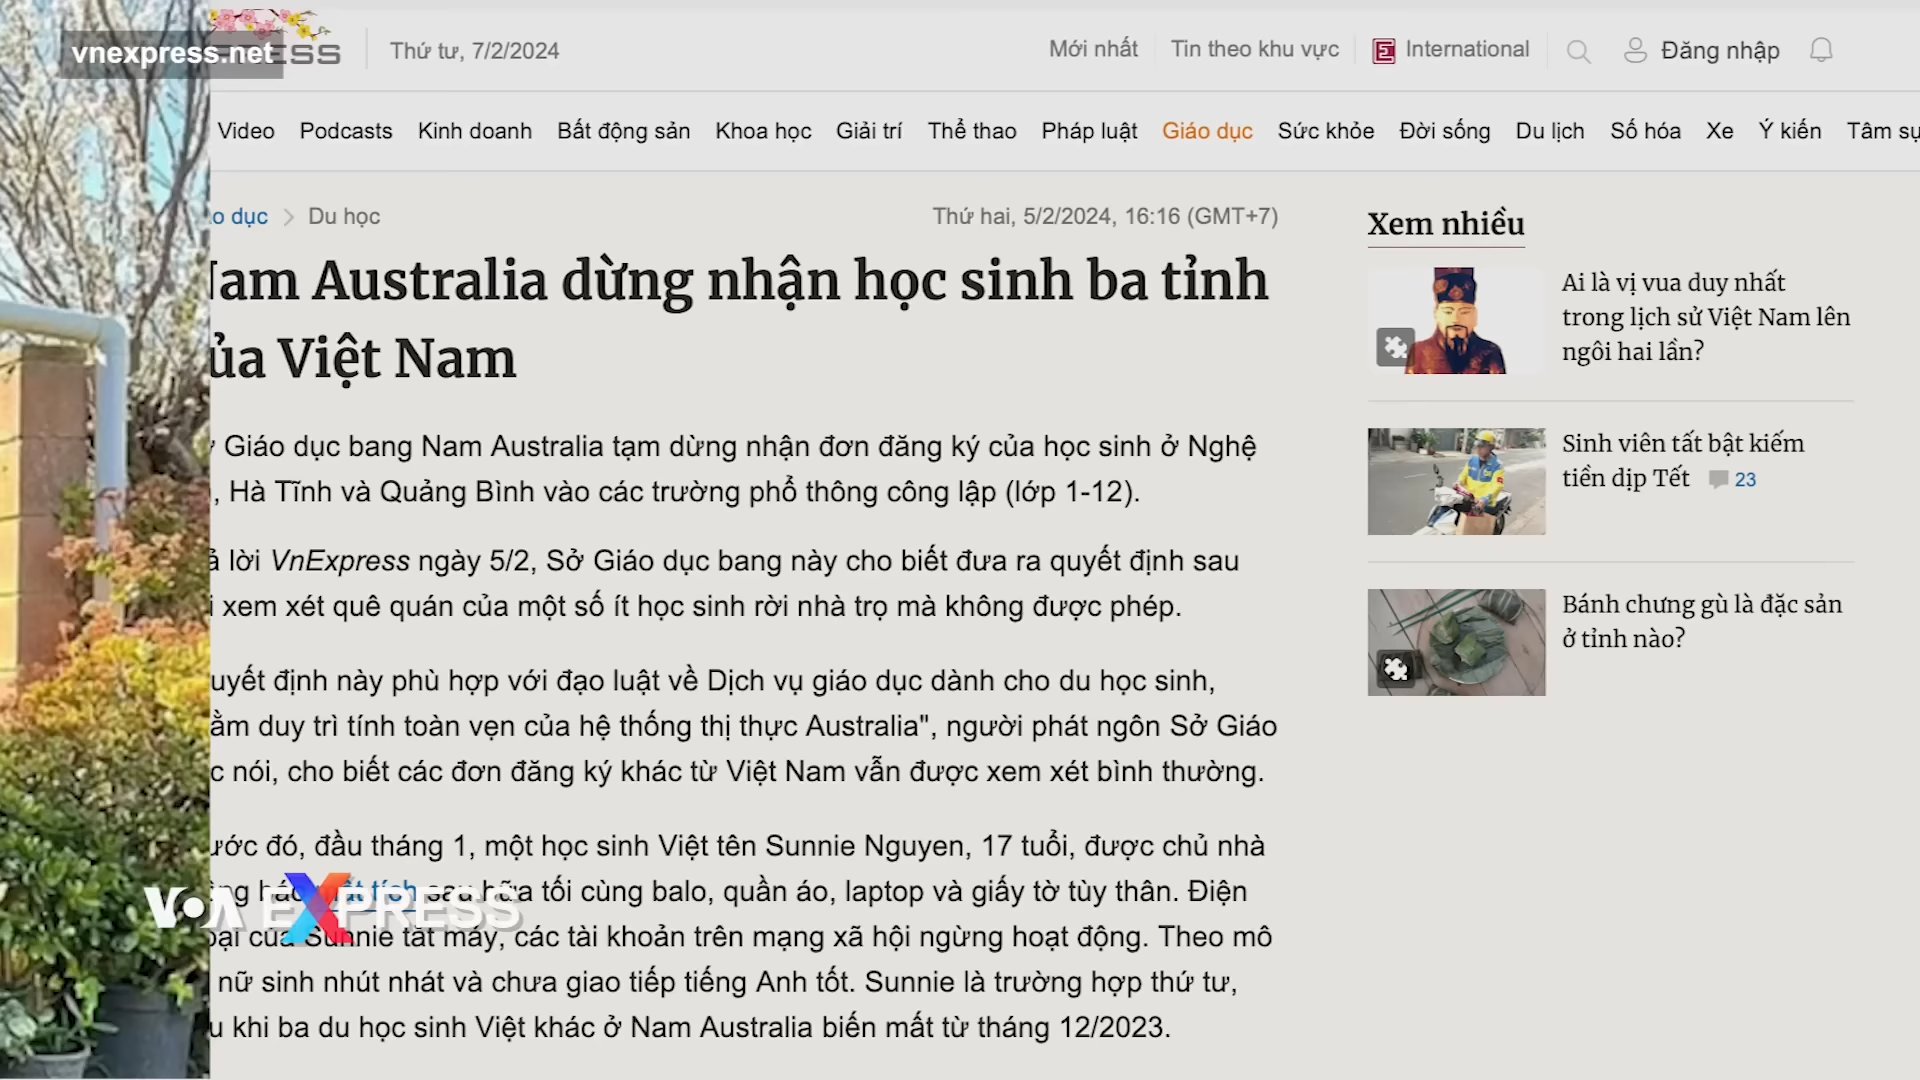 vnexpress.net
Thứ tư, 7/2/2024
Mới nhất
Tin theo khu vực
International
Đăng nhập
Video Podcasts Kinh doanh Bất động sản Khoa học Giải trí Thể thao Pháp luật Giáo dục Sức khỏe Đời sống Du lịch Số hóa Xe Ý kiến Tâm sự
dục > Du học
Thứ hai, 5/2/2024, 16:16 (GMT+7)
Australia dừng nhận học sinh ba tỉnh
Việt Nam
Giáo dục bang Nam Australia tạm dừng nhận đơn đăng ký của học sinh ở Nghệ
, Hà Tĩnh và Quảng Bình vào các trường phổ thông công lập (lớp 1-12).
lời VnExpress ngày 5/2, Sở Giáo dục bang này cho biết đưa ra quyết định sau
xem xét quê quán của một số ít học sinh rời nhà trọ mà không được phép.
định này phù hợp với đạo luật về Dịch vụ giáo dục dành cho du học sinh,
duy trì tính toàn vẹn của hệ thống thị thực Australia", người phát ngôn Sở Giáo
nói, cho biết các đơn đăng ký khác từ Việt Nam vẫn được xem xét bình thường.
đó, đầu tháng 1, một học sinh Việt tên Sunnie Nguyen, 17 tuổi, được chủ nhà
tối cùng balo, quần áo, laptop và giấy tờ tùy thân. Điện
của Sunnie tắt máy, các tài khoản trên mạng xã hội ngừng hoạt động. Theo mô
nữ sinh nhút nhát và chưa giao tiếp tiếng Anh tốt. Sunnie là trường hợp thứ tư,
khi ba du học sinh Việt khác ở Nam Australia biến mất từ tháng 12/2023.
VOA EXPRESS
Xem nhiều
Ai là vị vua duy nhất
trong lịch sử Việt Nam lên
ngôi hai lần?
Sinh viên tất bật kiếm
tiền dịp Tết 23
Bánh chưng gù là đặc sản
ở tỉnh nào?